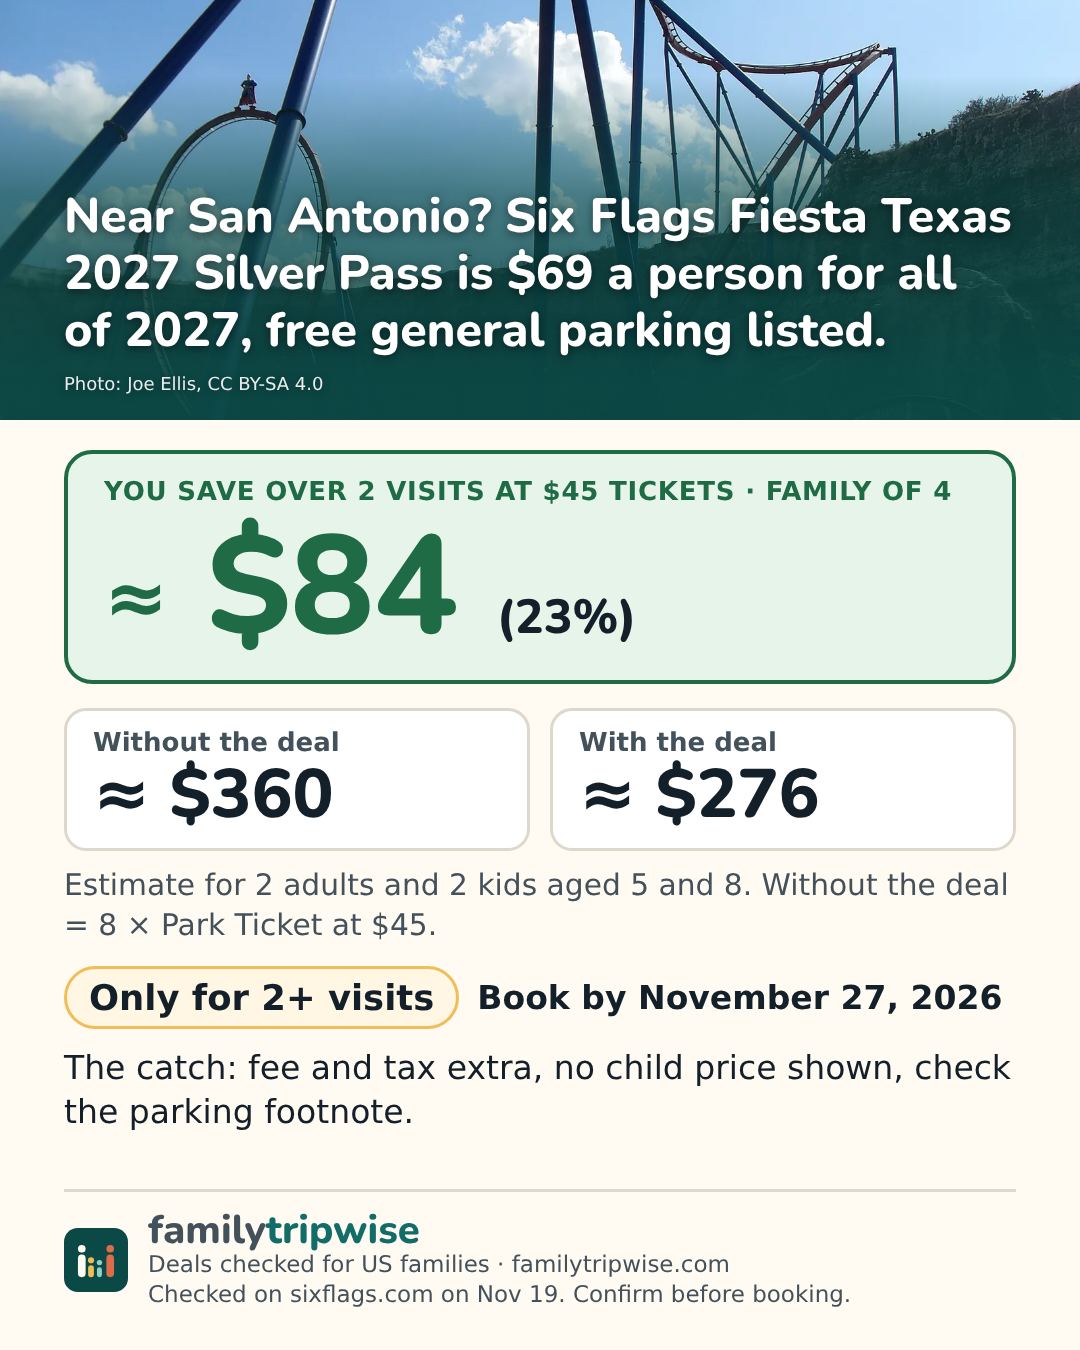 Near San Antonio? Six Flags Fiesta Texas
2027 Silver Pass is $69 a person for all
of 2027, free general parking listed.
Photo: Joe Ellis, CC BY-SA 4.0
YOU SAVE OVER 2 VISITS AT $45 TICKETS · FAMILY OF 4
≈ $84 (23%)
Without the deal
≈ $360
With the deal
≈ $276
Estimate for 2 adults and 2 kids aged 5 and 8. Without the deal
= 8 × Park Ticket at $45.
Only for 2+ visits
Book by November 27, 2026
The catch: fee and tax extra, no child price shown, check
the parking footnote.
familytripwise
Deals checked for US families · familytripwise.com
Checked on sixflags.com on Nov 19. Confirm before booking.